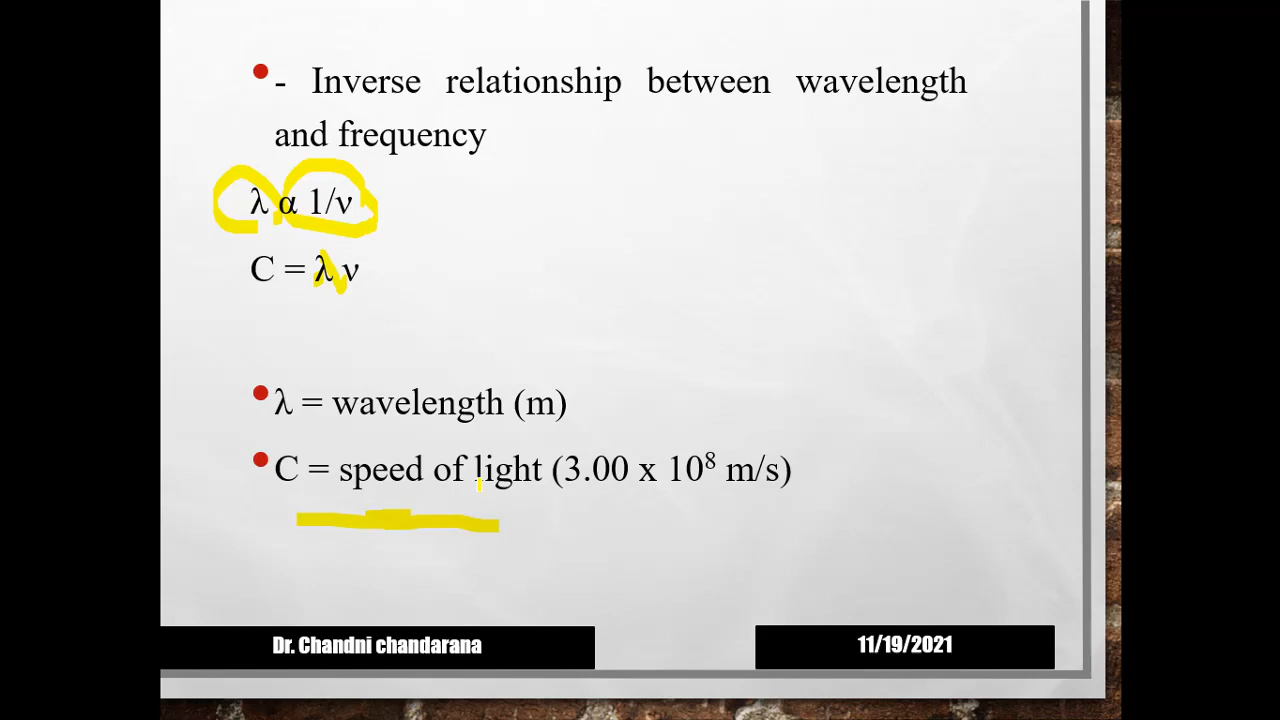 • - Inverse relationship between wavelength
and frequency
λ α 1/ν
C = λ ν
• λ = wavelength (m)
• C = speed of light (3.00 x 10⁸ m/s)
Dr. Chandni chandarana
11/19/2021